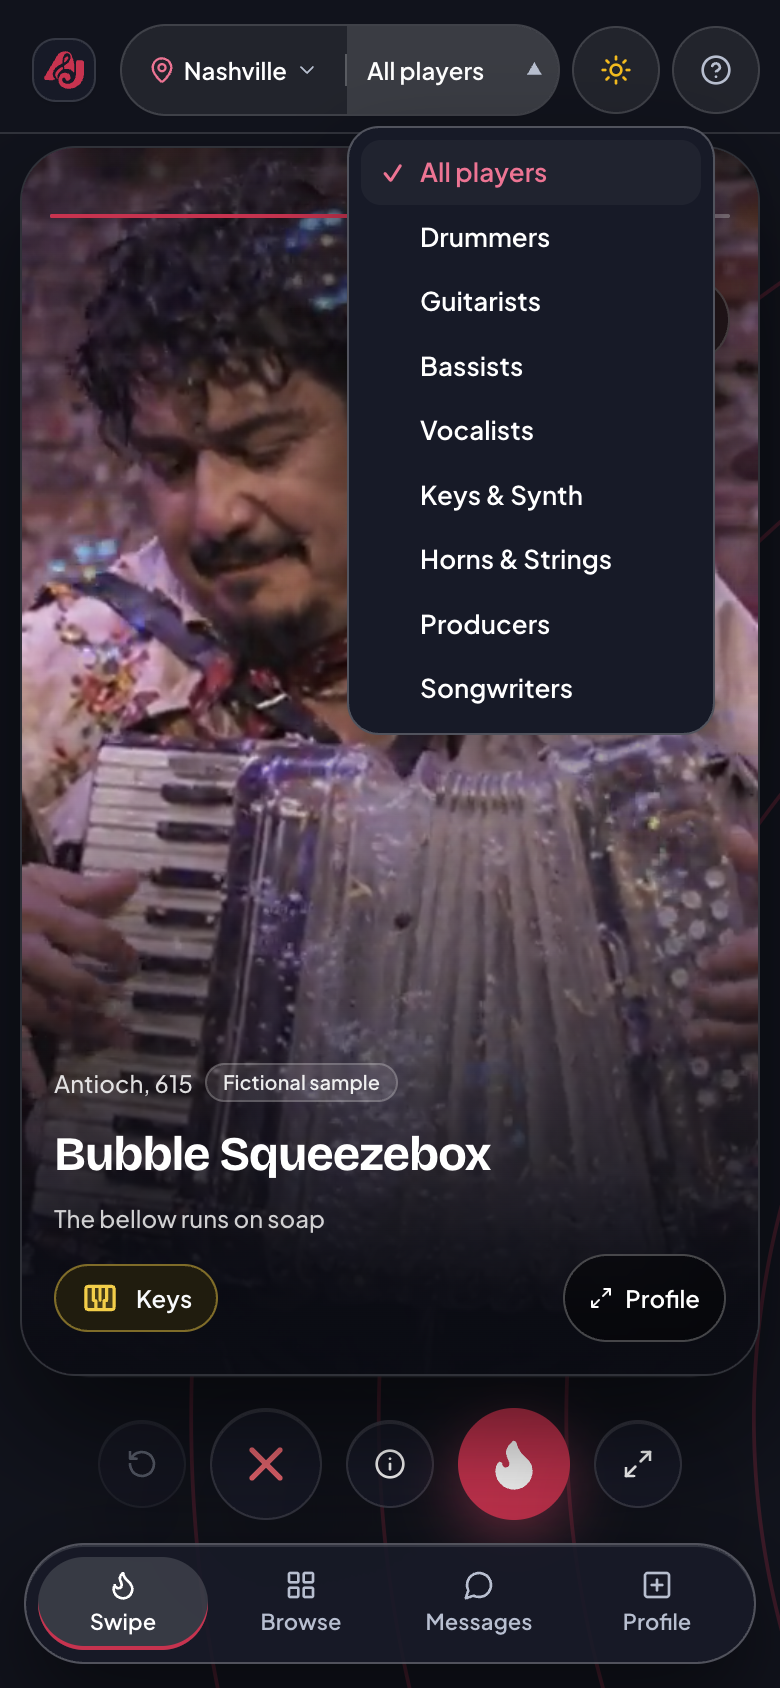 Nashville
All players
All players
Drummers
Guitarists
Bassists
Vocalists
Keys & Synth
Horns & Strings
Producers
Songwriters
Antioch, 615
Fictional sample
Bubble Squeezebox
The bellow runs on soap
Keys
Profile
Swipe
Browse
Messages
Profile